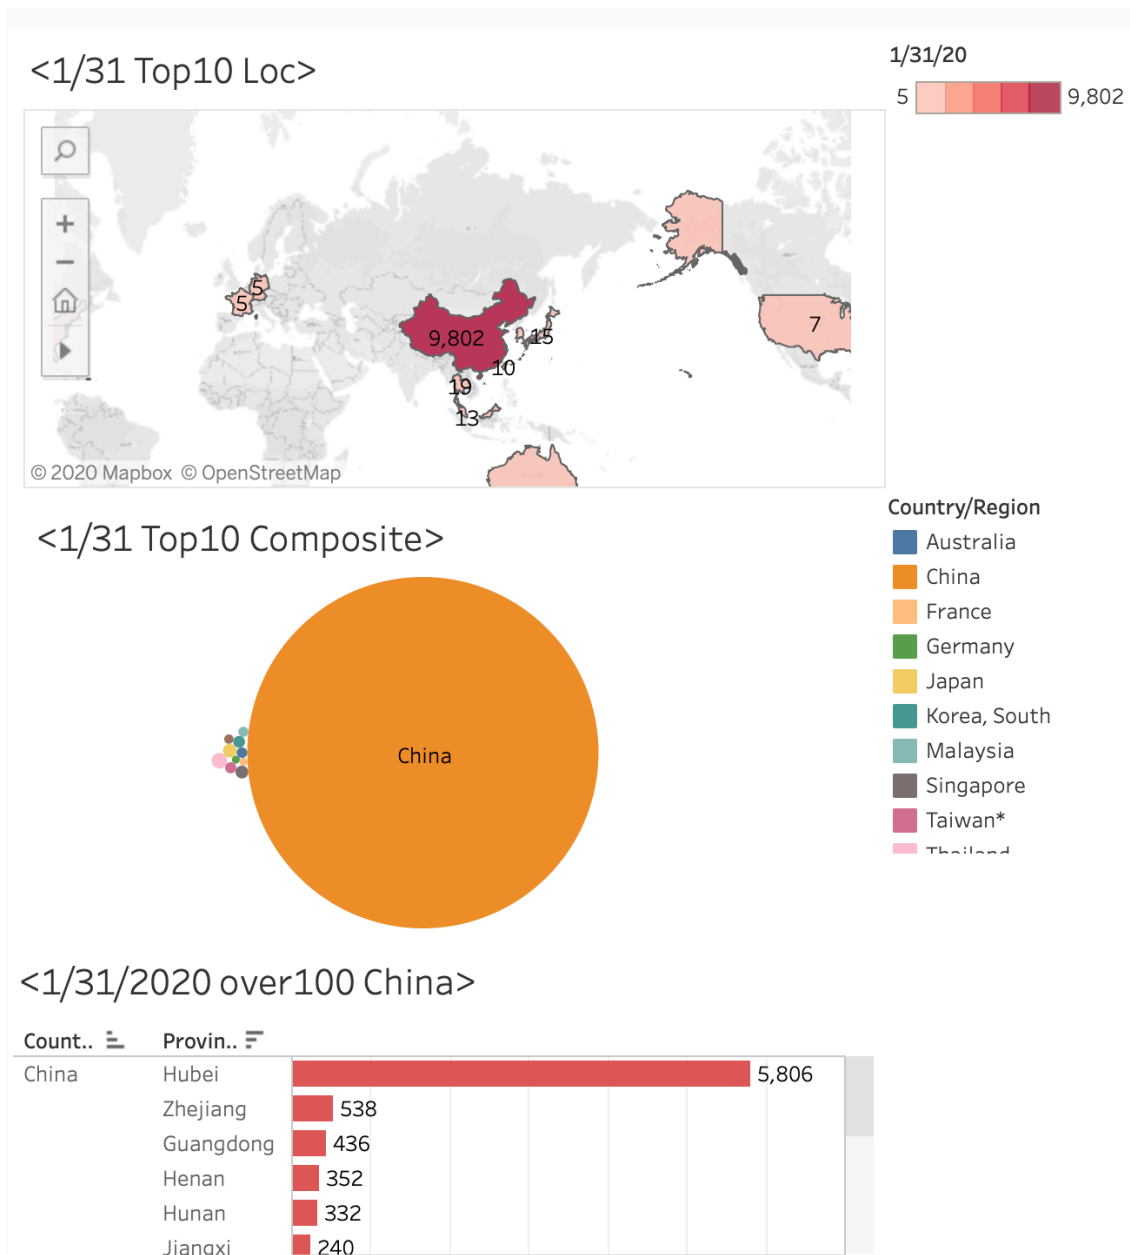 <1/31 Top10 Loc>
1/31/20
5 9,802
5
5
9,802
15
10
19
13
7
© 2020 Mapbox © OpenStreetMap
<1/31 Top10 Composite>
China
Country/Region
Australia
China
France
Germany
Japan
Korea, South
Malaysia
Singapore
Taiwan*
Thailand
<1/31/2020 over100 China>
Count.. Provin..
China Hubei 5,806
Zhejiang 538
Guangdong 436
Henan 352
Hunan 332
Jiangxi 240